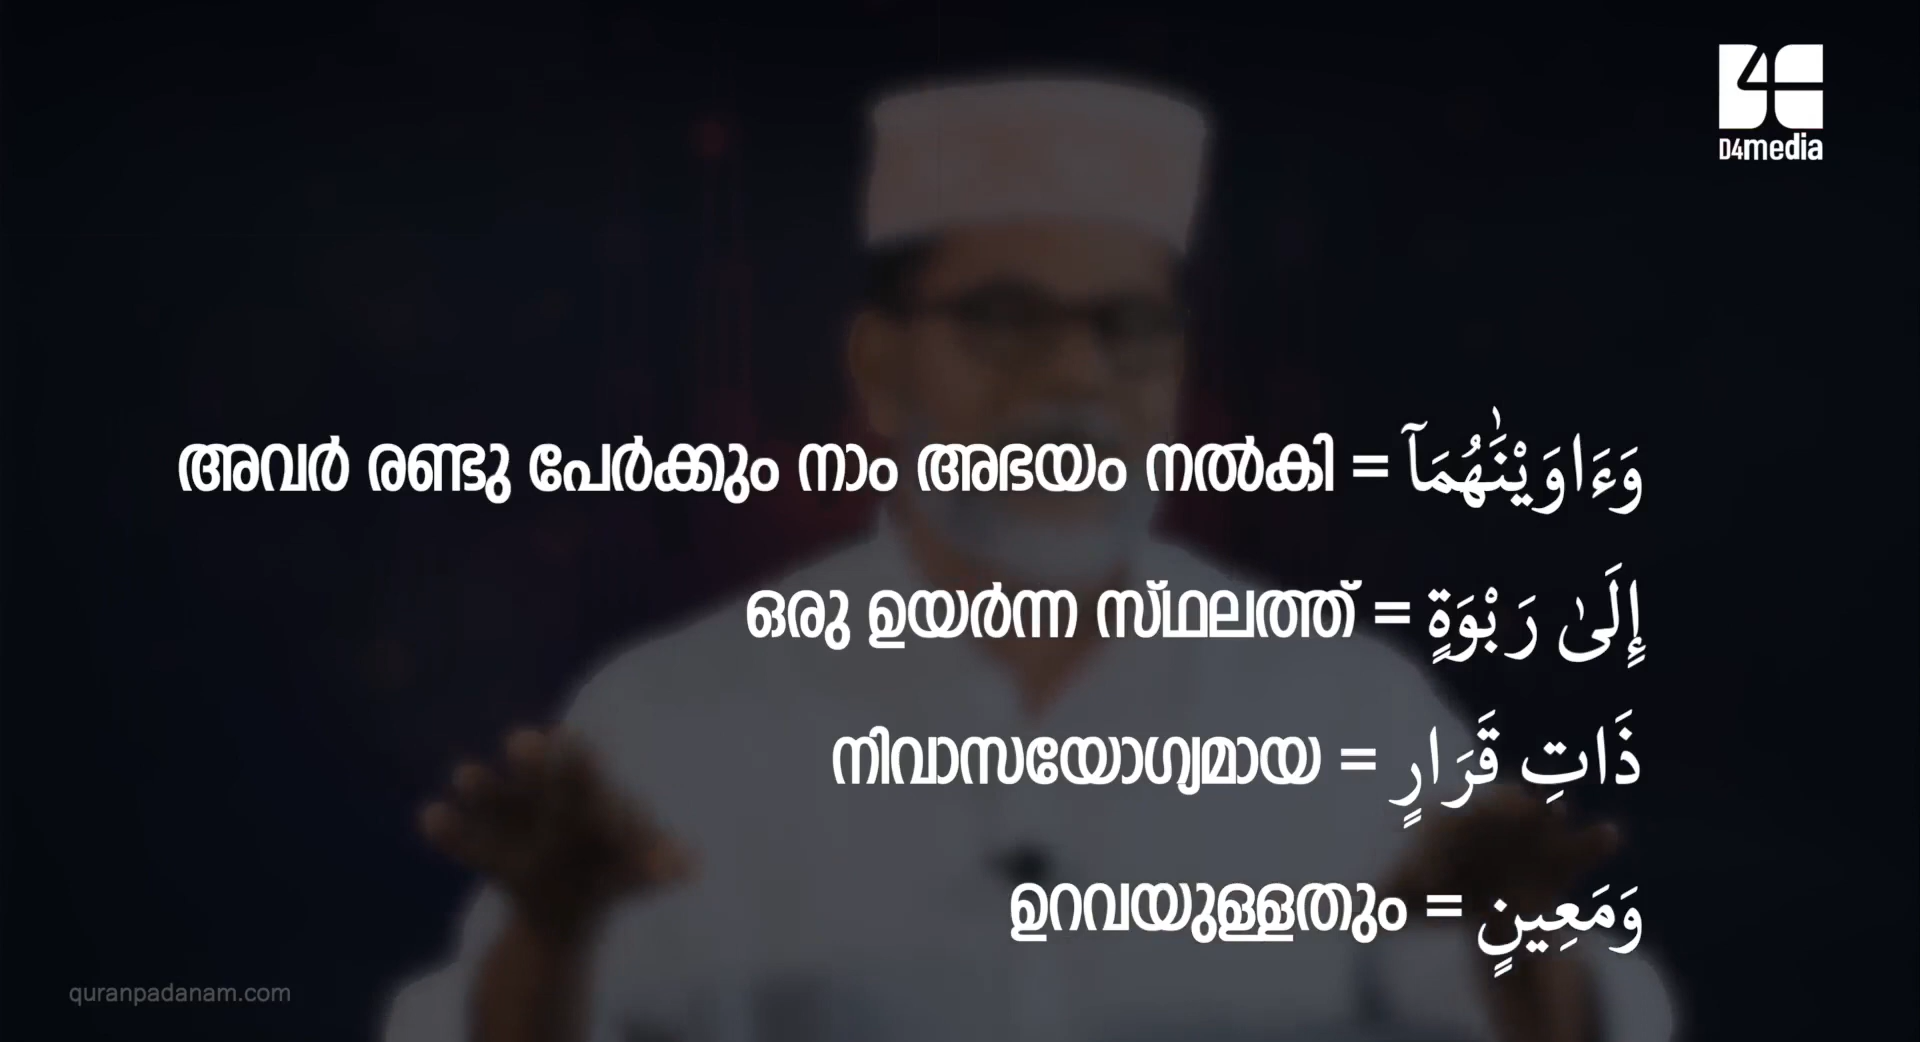 D4media
അവർ രണ്ടു പേർക്കും നാം അഭയം നൽകി = وَءَاوَيْنَٰهُمَآ
ഒരു ഉയർന്ന സ്ഥലത്ത് = إِلَىٰ رَبْوَةٍ
നിവാസയോഗ്യമായ = ذَاتِ قَرَارٍ
ഉറവയുള്ളതും = وَمَعِينٍ
quranpadanam.com